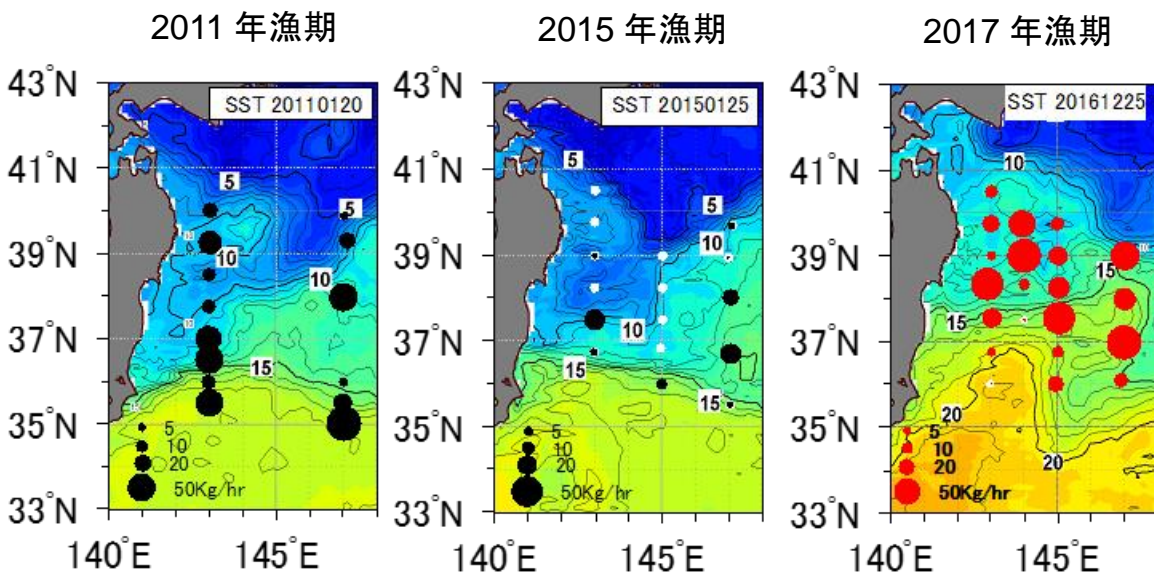 2011 年漁期
43°N
41°N
39°N
37°N
35°N
33°N
140°E
145°E
SST 20110120
5
5
10
10
15
5
10
20
50Kg/hr
2015 年漁期
43°N
41°N
39°N
37°N
35°N
33°N
140°E
145°E
SST 20150125
5
5
10
10
15
15
5
10
20
50Kg/hr
2017 年漁期
43°N
41°N
39°N
37°N
35°N
33°N
140°E
145°E
SST 20161225
10
15
15
20
20
5
10
20
50Kg/hr